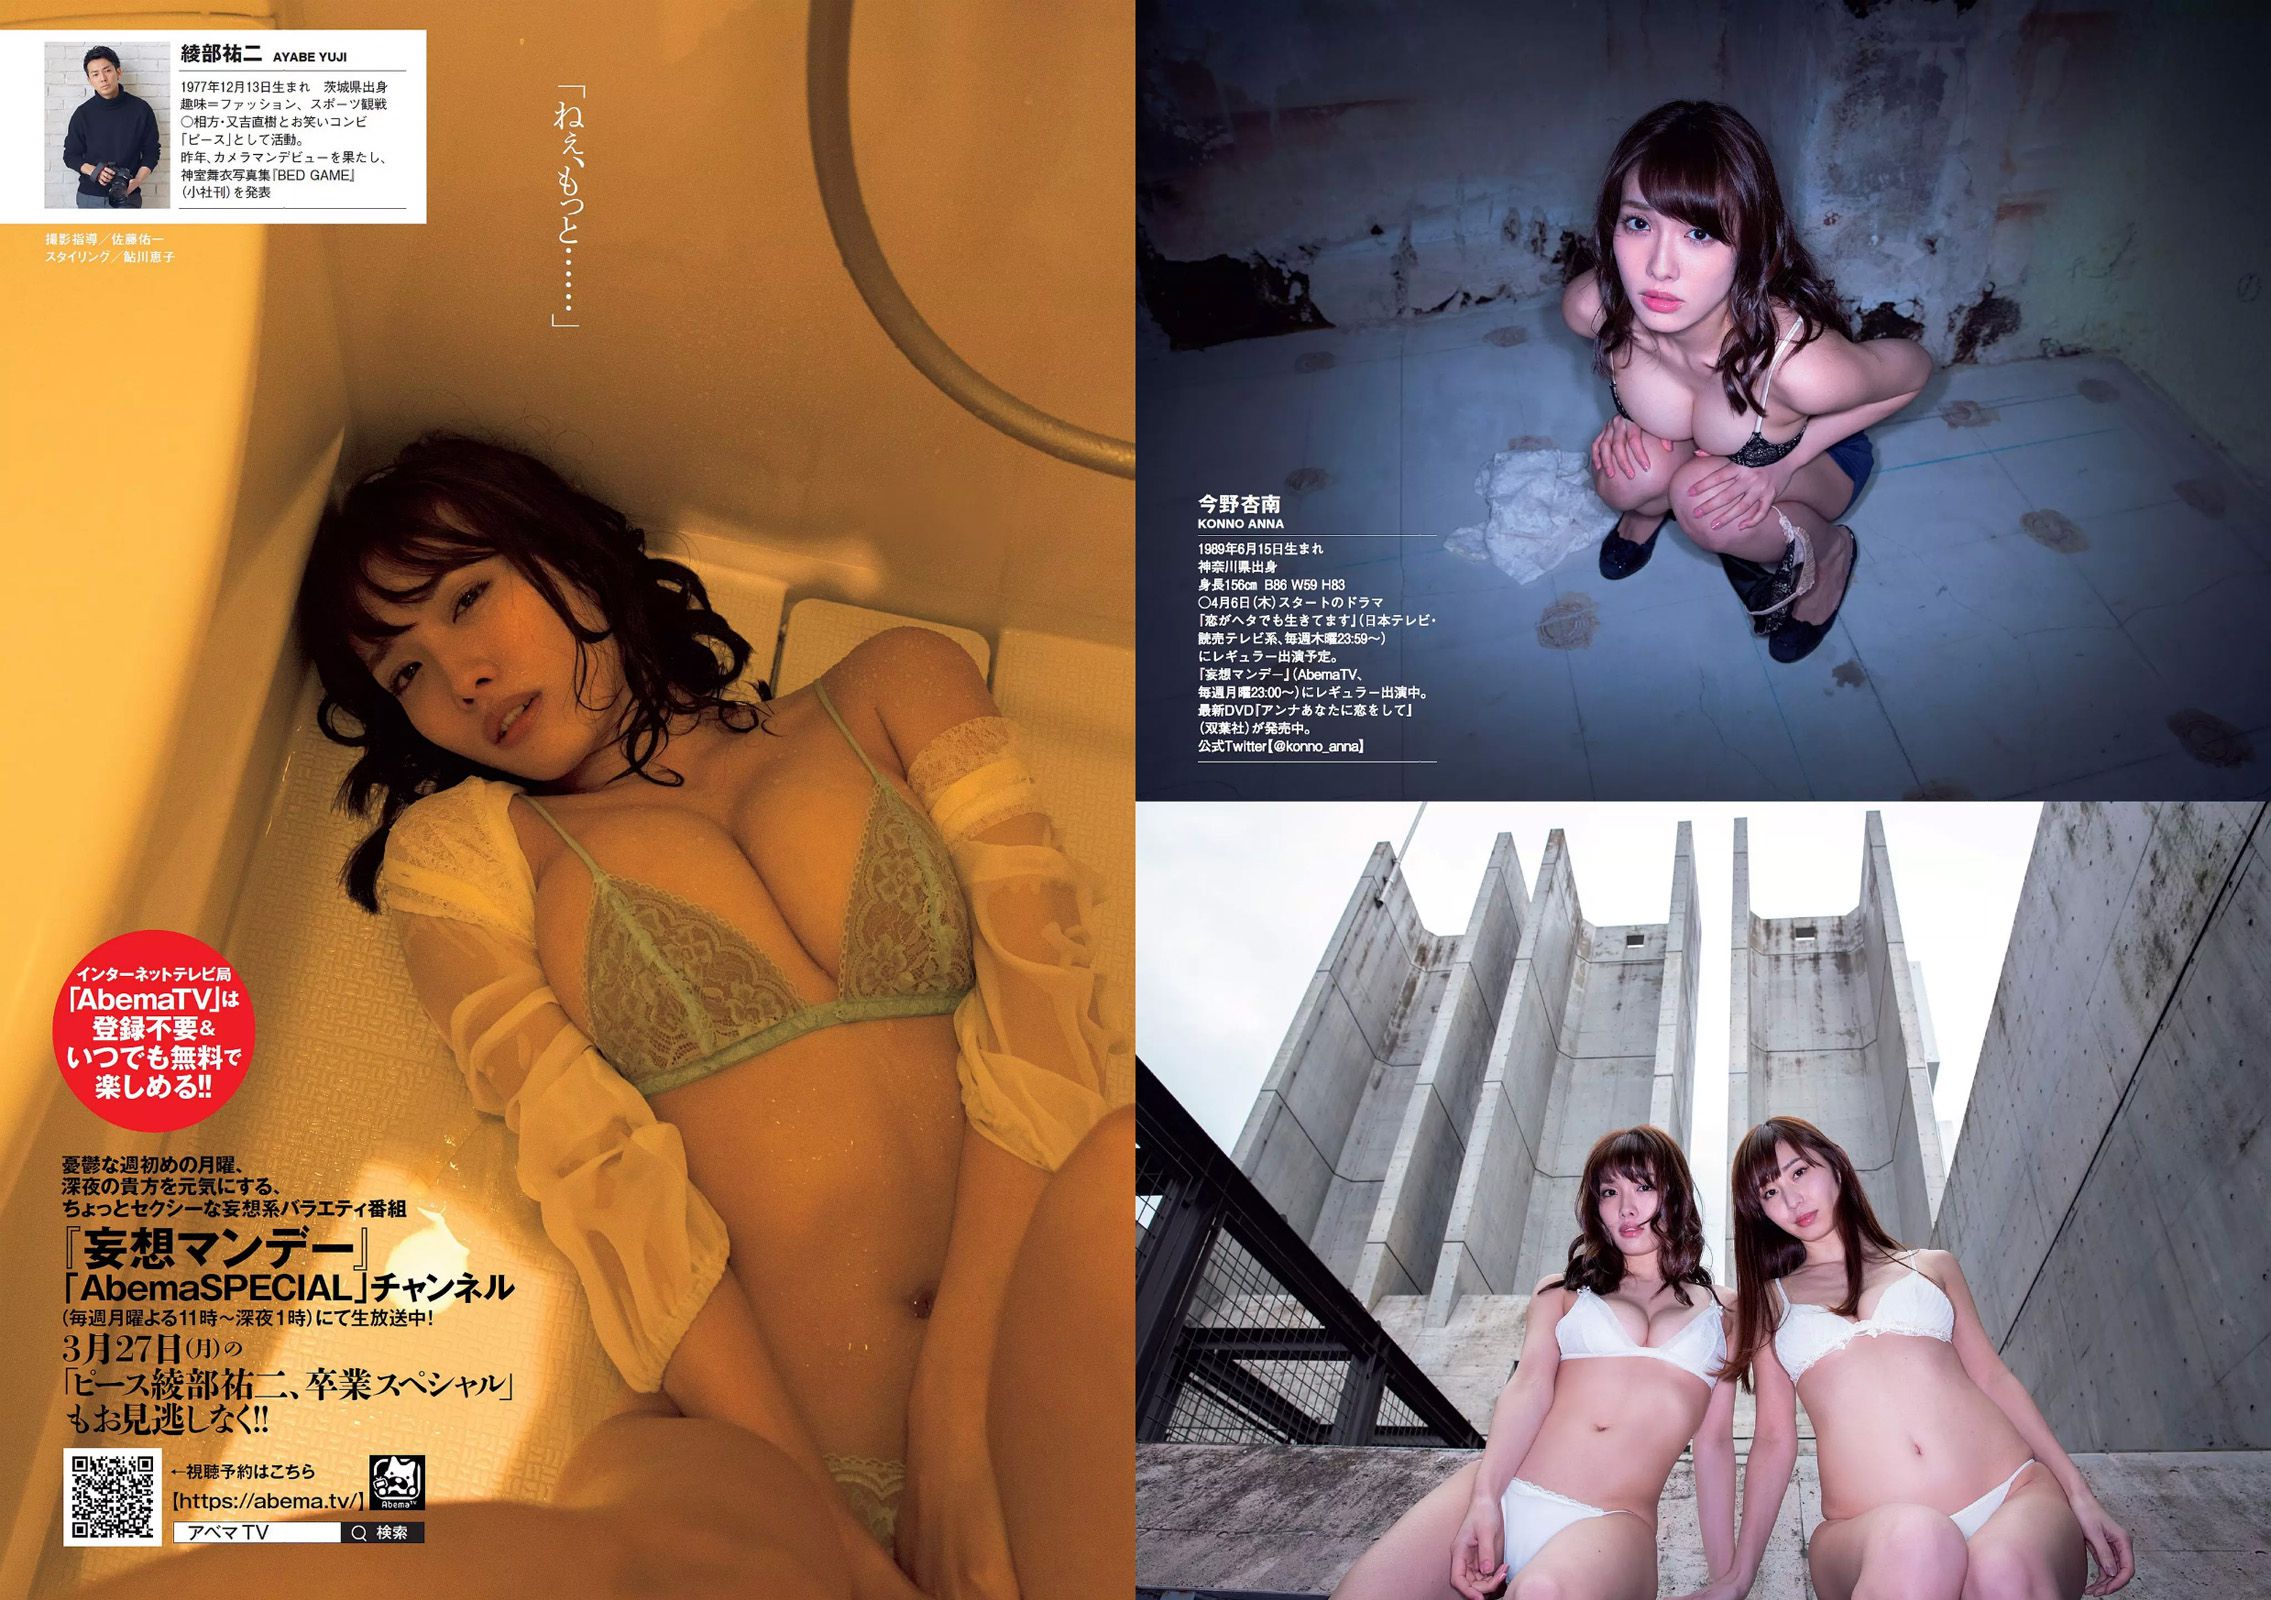 綾部祐二 AYABE YUJI
1977年12月13日生まれ　茨城県出身
趣味＝ファッション、スポーツ観戦
○相方・又吉直樹とお笑いコンビ
「ピース」として活動。
昨年、カメラマンデビューを果たし、
神室舞衣写真集『BED GAME』
（小社刊）を発表
撮影指導／佐藤佑一
スタイリング／鮎川恵子
「ねぇ、もっと……」
インターネットテレビ局
「AbemaTV」は
登録不要&
いつでも無料で
楽しめる!!
憂鬱な週初めの月曜、
深夜の貴方を元気にする、
ちょっとセクシーな妄想系バラエティ番組
『妄想マンデー』
「AbemaSPECIAL」チャンネル
（毎週月曜よる11時〜深夜1時）にて生放送中！
3月27日（月）の
「ピース綾部祐二、卒業スペシャル」
もお見逃しなく!!
←視聴予約はこちら
【https://abema.tv/】
AbemaTV
アベマTV 検索
今野杏南
KONNO ANNA
1989年6月15日生まれ
神奈川県出身
身長156㎝ B86 W59 H83
○4月6日（木）スタートのドラマ
『恋がヘタでも生きてます』（日本テレビ・
読売テレビ系、毎週木曜23:59〜）
にレギュラー出演予定。
『妄想マンデー』（AbemaTV、
毎週月曜23:00〜）にレギュラー出演中。
最新DVD『アンナあなたに恋をして』
（双葉社）が発売中。
公式Twitter【@konno_anna】